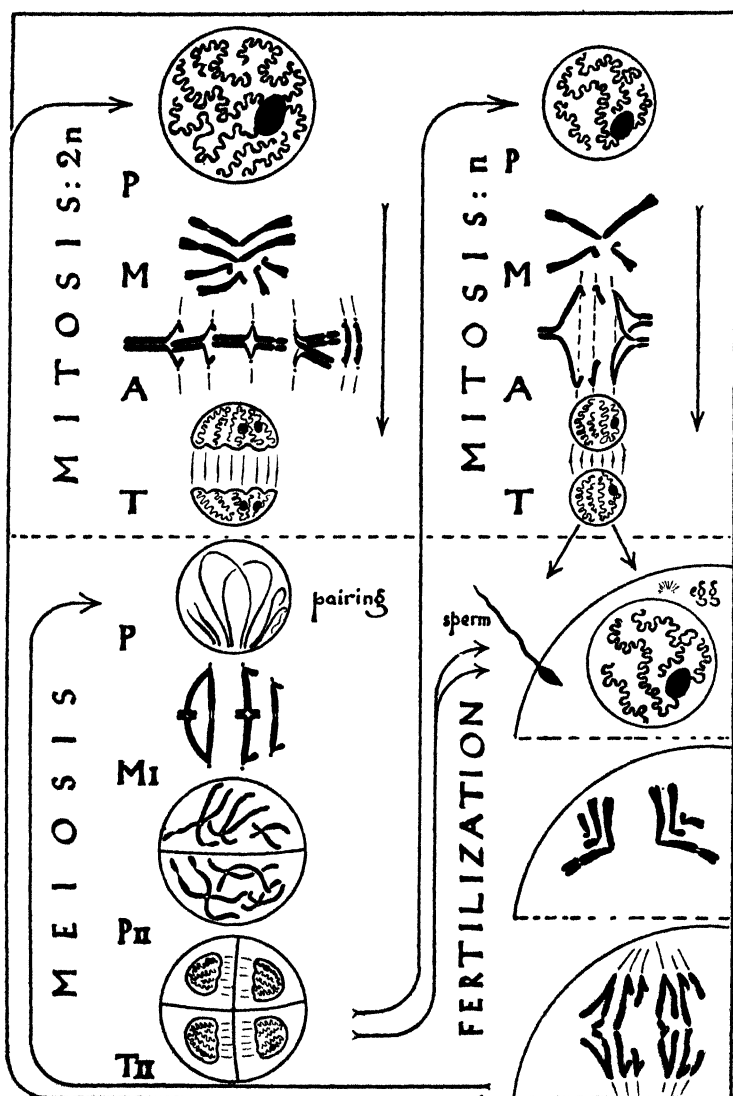 MITOSIS: 2n
P
M
A
T
MITOSIS: n
P
M
A
T
MEIOSIS
P
pairing
MI
PII
TII
FERTILIZATION
sperm
egg